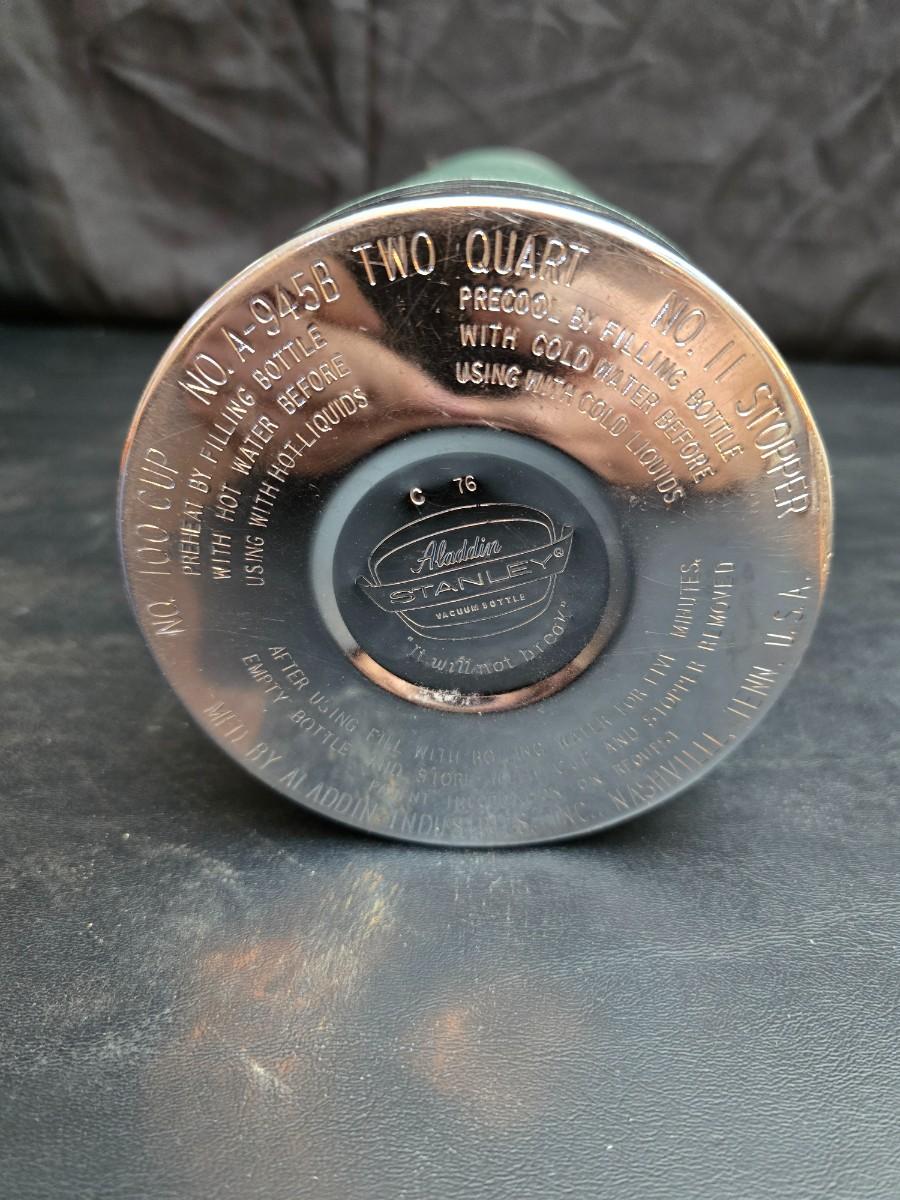 NO. 100 CUP NO. A-945B TWO QUART NO. 11 STOPPER
PREHEAT BY FILLING BOTTLE
WITH HOT WATER BEFORE
USING WITH HOT LIQUIDS
PRECOOL BY FILLING BOTTLE
WITH COLD WATER BEFORE
USING WITH COLD LIQUIDS
C 76
Aladdin
STANLEY®
VACUUM BOTTLE
"It will not break"
AFTER USING FILL WITH BOILING WATER FOR FIVE MINUTES.
EMPTY BOTTLE AND STORE WITH CUP AND STOPPER REMOVED
PATENT INFORMATION ON REQUEST
MF'D BY ALADDIN INDUSTRIES, INC., NASHVILLE, TENN. U.S.A.